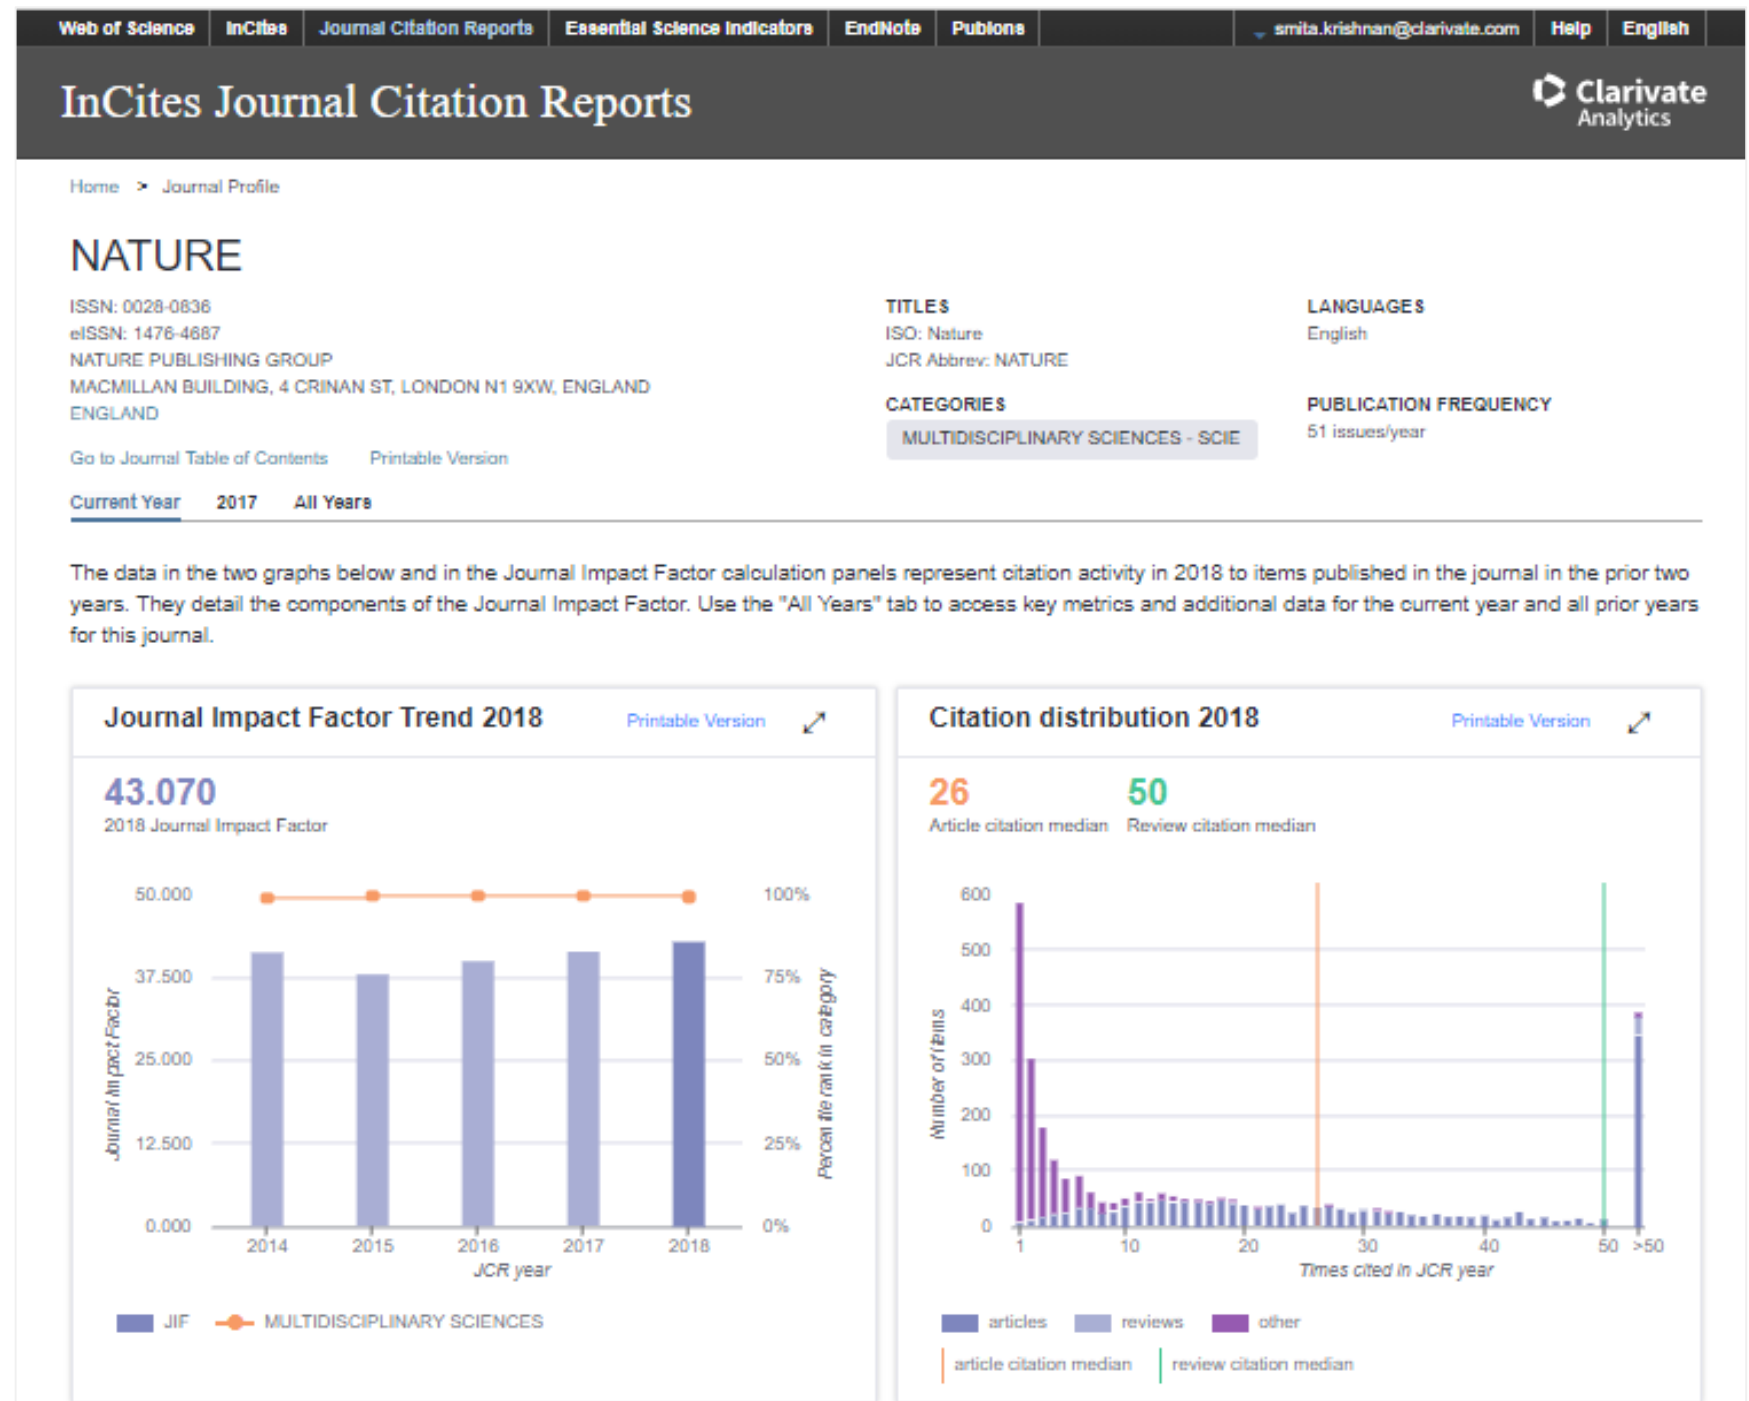 Web of Science InCites Journal Citation Reports Essential Science Indicators EndNote Publons smita.krishnan@clarivate.com Help English
InCites Journal Citation Reports
Clarivate
Analytics
Home > Journal Profile
NATURE
ISSN: 0028-0836
eISSN: 1476-4687
NATURE PUBLISHING GROUP
MACMILLAN BUILDING, 4 CRINAN ST, LONDON N1 9XW, ENGLAND
ENGLAND
Go to Journal Table of Contents Printable Version
TITLES
ISO: Nature
JCR Abbrev: NATURE
CATEGORIES
MULTIDISCIPLINARY SCIENCES - SCIE
LANGUAGES
English
PUBLICATION FREQUENCY
51 issues/year
Current Year 2017 All Years
The data in the two graphs below and in the Journal Impact Factor calculation panels represent citation activity in 2018 to items published in the journal in the prior two
years. They detail the components of the Journal Impact Factor. Use the "All Years" tab to access key metrics and additional data for the current year and all prior years
for this journal.
Journal Impact Factor Trend 2018 Printable Version
43.070
2018 Journal Impact Factor
50.000
37.500
25.000
12.500
0.000
Journal Impact Factor
100%
75%
50%
25%
0%
Percentile rank in category
2014 2015 2016 2017 2018
JCR year
JIF MULTIDISCIPLINARY SCIENCES
Citation distribution 2018 Printable Version
26 50
Article citation median Review citation median
600
500
400
300
200
100
0
Number of items
1 10 20 30 40 50 >50
Times cited in JCR year
articles reviews other
article citation median review citation median